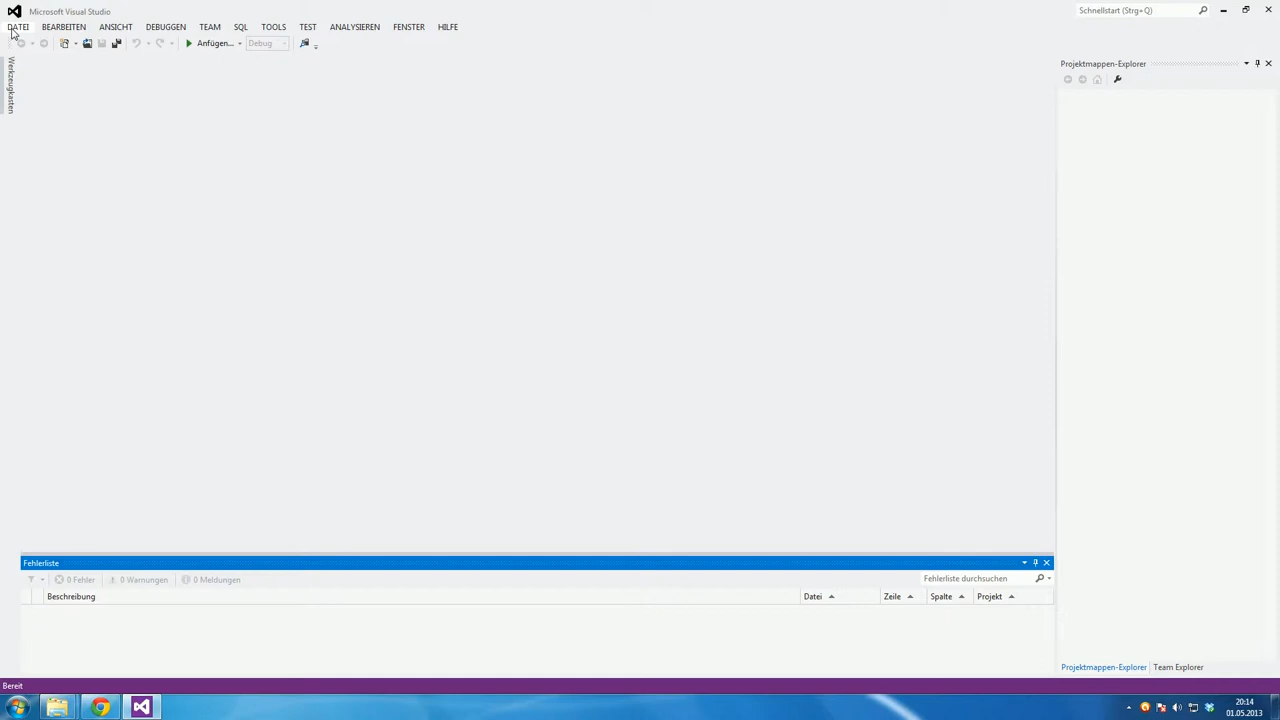 Microsoft Visual Studio
Schnellstart (Strg+Q)
DATEI BEARBEITEN ANSICHT DEBUGGEN TEAM SQL TOOLS TEST ANALYSIEREN FENSTER HILFE
Anfügen... Debug
Werkzeugkasten
Projektmappen-Explorer
Fehlerliste
0 Fehler 0 Warnungen 0 Meldungen
Fehlerliste durchsuchen
Beschreibung Datei Zeile Spalte Projekt
Projektmappen-Explorer Team Explorer
Bereit
20:14
01.05.2013